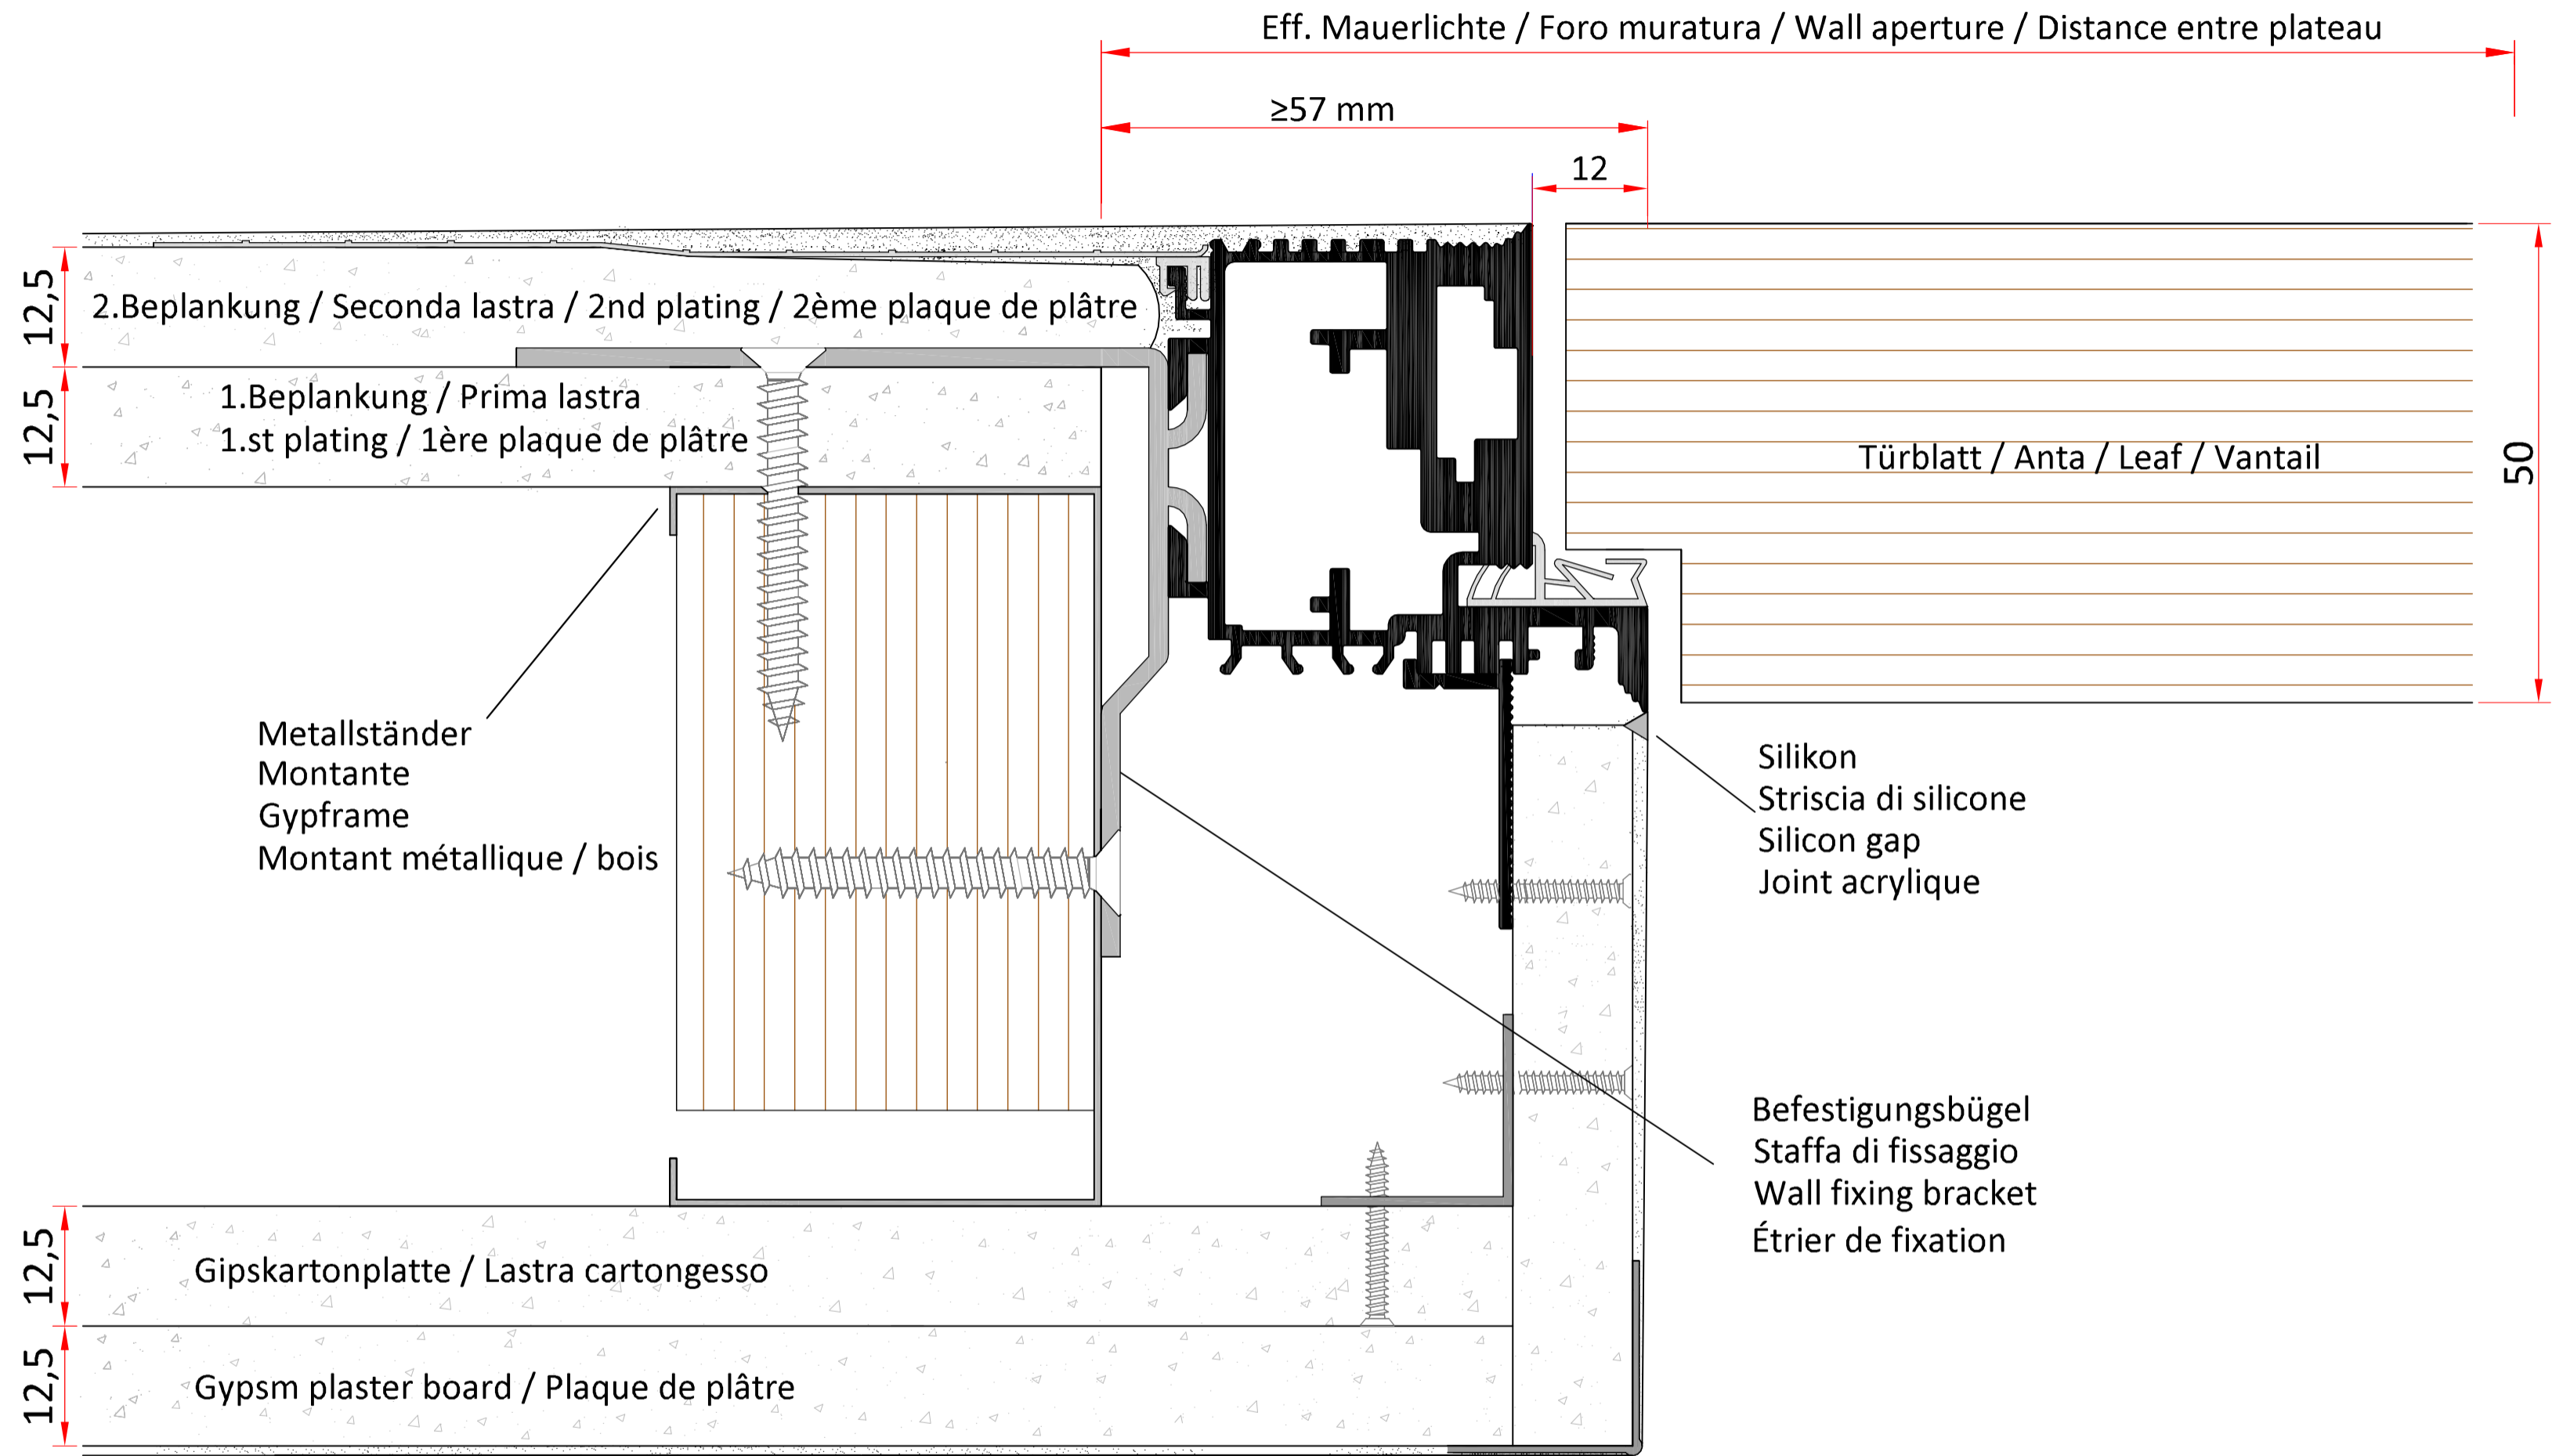 Eff. Mauerlichte / Foro muratura / Wall aperture / Distance entre plateau
≥57 mm
12
12,5
2.Beplankung / Seconda lastra / 2nd plating / 2ème plaque de plâtre
12,5
1.Beplankung / Prima lastra
1.st plating / 1ère plaque de plâtre
Türblatt / Anta / Leaf / Vantail
50
Metallständer
Montante
Gypframe
Montant métallique / bois
Silikon
Striscia di silicone
Silicon gap
Joint acrylique
Befestigungsbügel
Staffa di fissaggio
Wall fixing bracket
Étrier de fixation
12,5
Gipskartonplatte / Lastra cartongesso
12,5
Gypsm plaster board / Plaque de plâtre